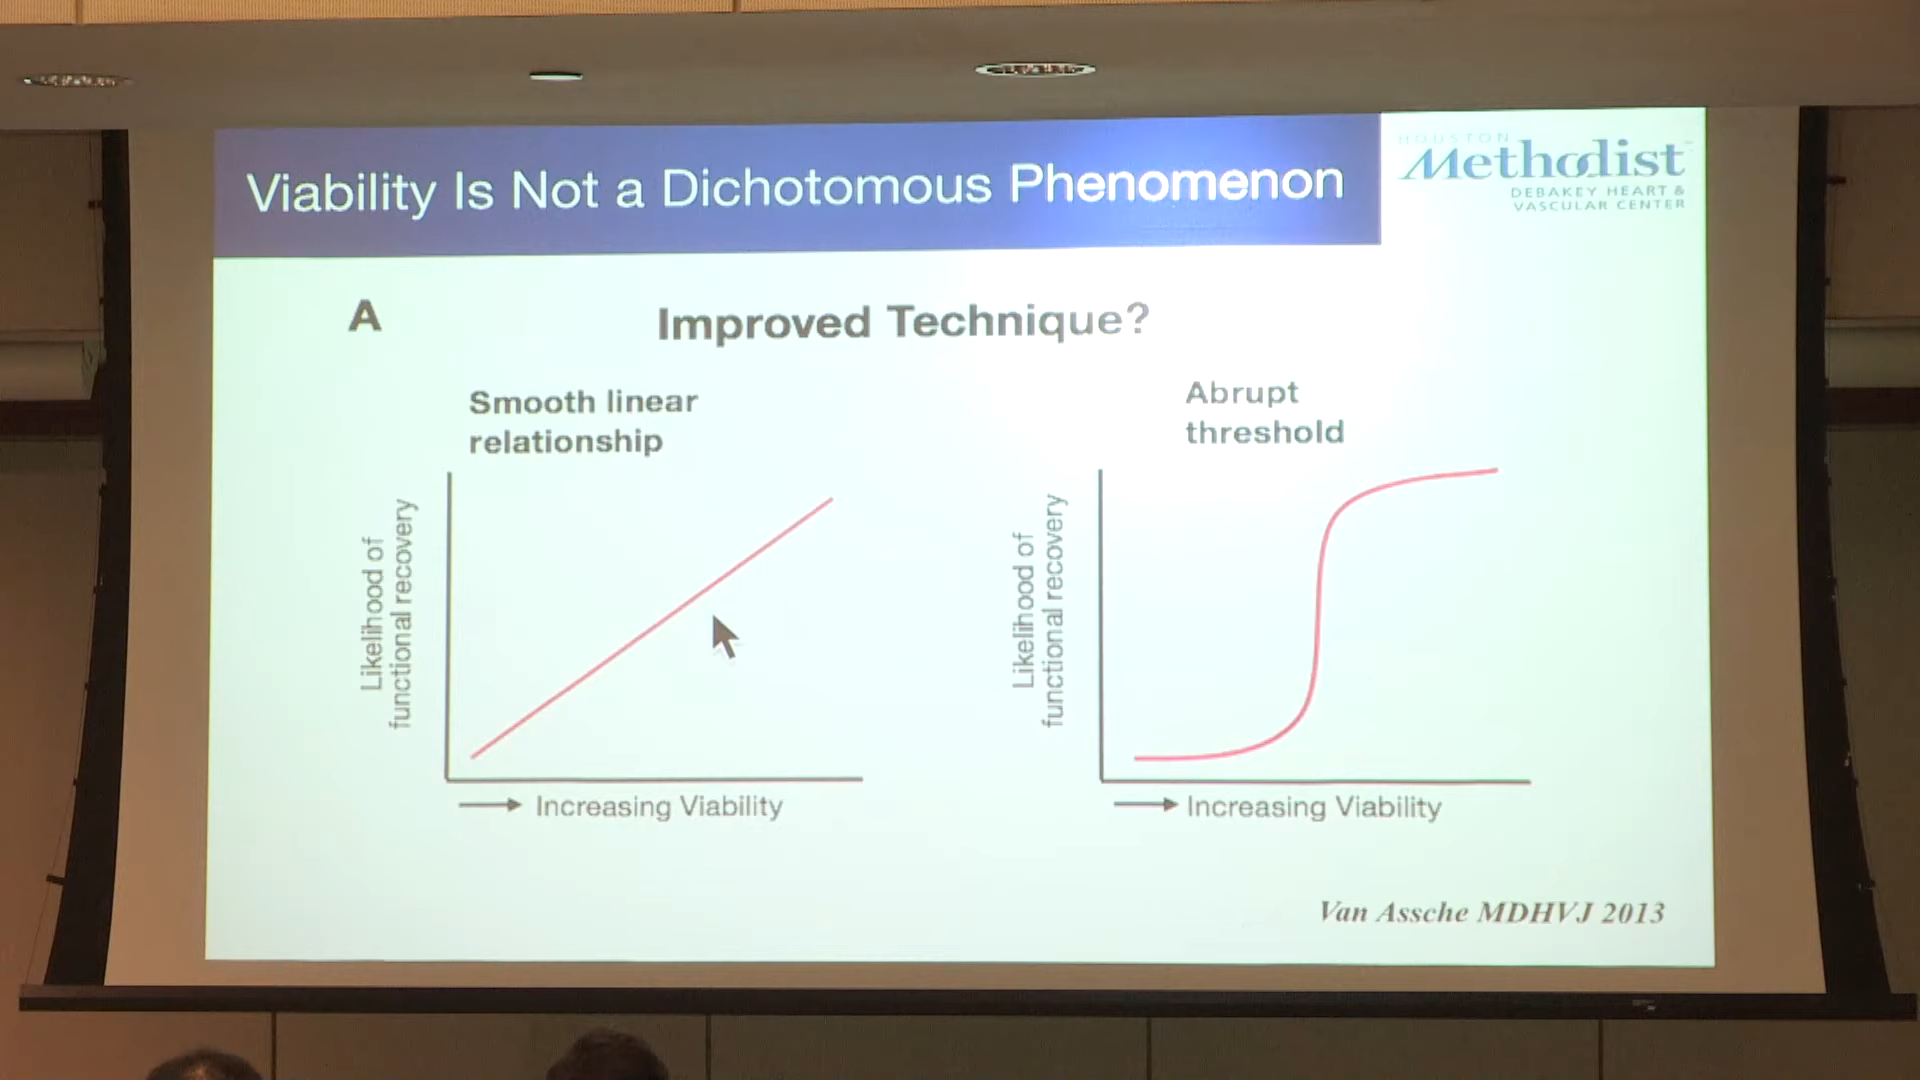 Viability Is Not a Dichotomous Phenomenon
HOUSTON
Methodist
DEBAKEY HEART &
VASCULAR CENTER
A
Improved Technique?
Smooth linear
relationship
Likelihood of
functional recovery
Increasing Viability
Abrupt
threshold
Likelihood of
functional recovery
Increasing Viability
Van Assche MDHVJ 2013